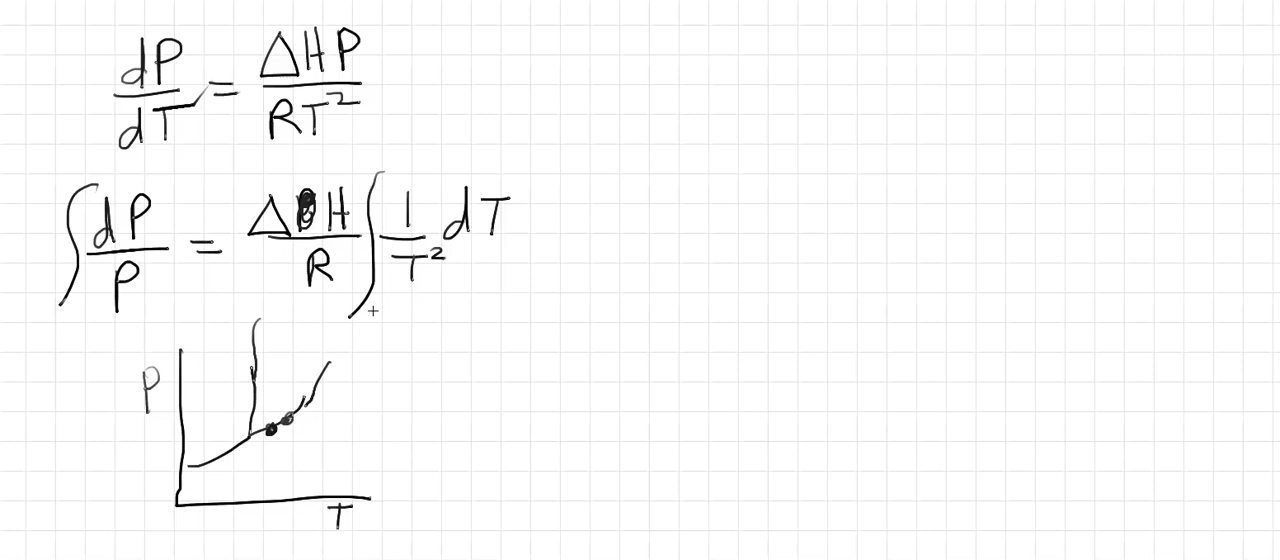 dP/dT = ΔHP/RT²
∫ dP/P = ΔH/R ∫ 1/T² dT
P
T